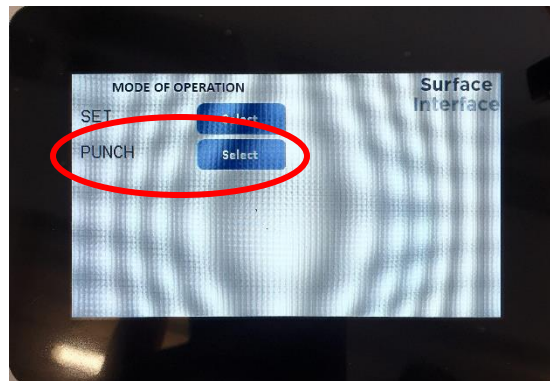 MODE OF OPERATION
Surface
Interface
SET Select
PUNCH Select